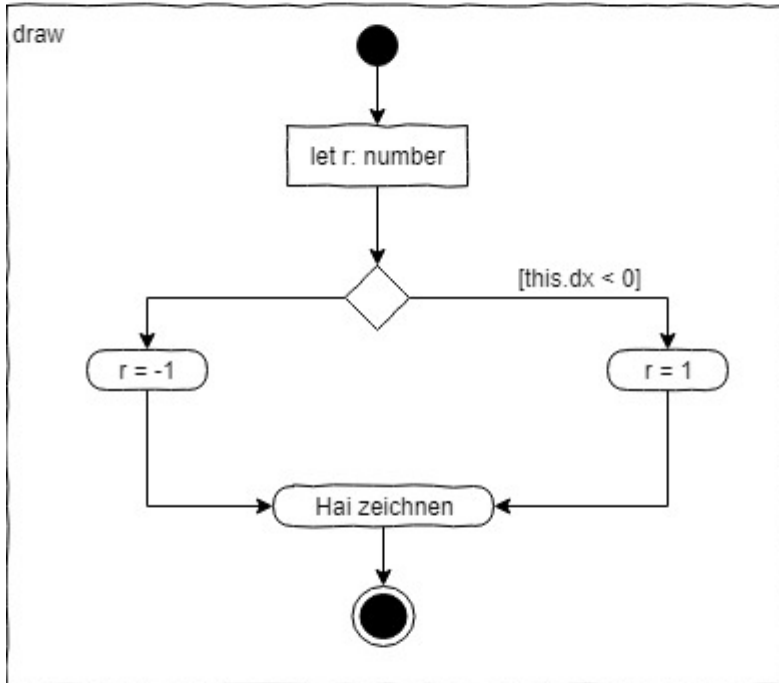 draw
let r: number
[this.dx < 0]
r = -1
r = 1
Hai zeichnen